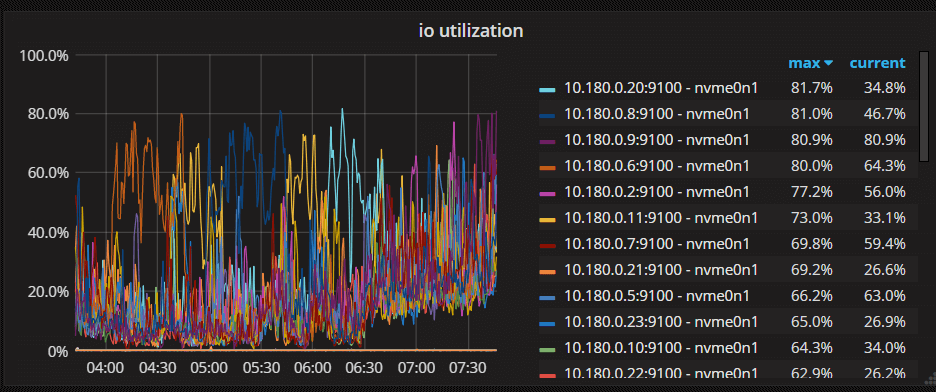 io utilization
100.0%
80.0%
60.0%
40.0%
20.0%
0%
04:00 04:30 05:00 05:30 06:00 06:30 07:00 07:30
max current
10.180.0.20:9100 - nvme0n1 81.7% 34.8%
10.180.0.8:9100 - nvme0n1 81.0% 46.7%
10.180.0.9:9100 - nvme0n1 80.9% 80.9%
10.180.0.6:9100 - nvme0n1 80.0% 64.3%
10.180.0.2:9100 - nvme0n1 77.2% 56.0%
10.180.0.11:9100 - nvme0n1 73.0% 33.1%
10.180.0.7:9100 - nvme0n1 69.8% 59.4%
10.180.0.21:9100 - nvme0n1 69.2% 26.6%
10.180.0.5:9100 - nvme0n1 66.2% 63.0%
10.180.0.23:9100 - nvme0n1 65.0% 26.9%
10.180.0.10:9100 - nvme0n1 64.3% 34.0%
10.180.0.22:9100 - nvme0n1 62.9% 26.2%